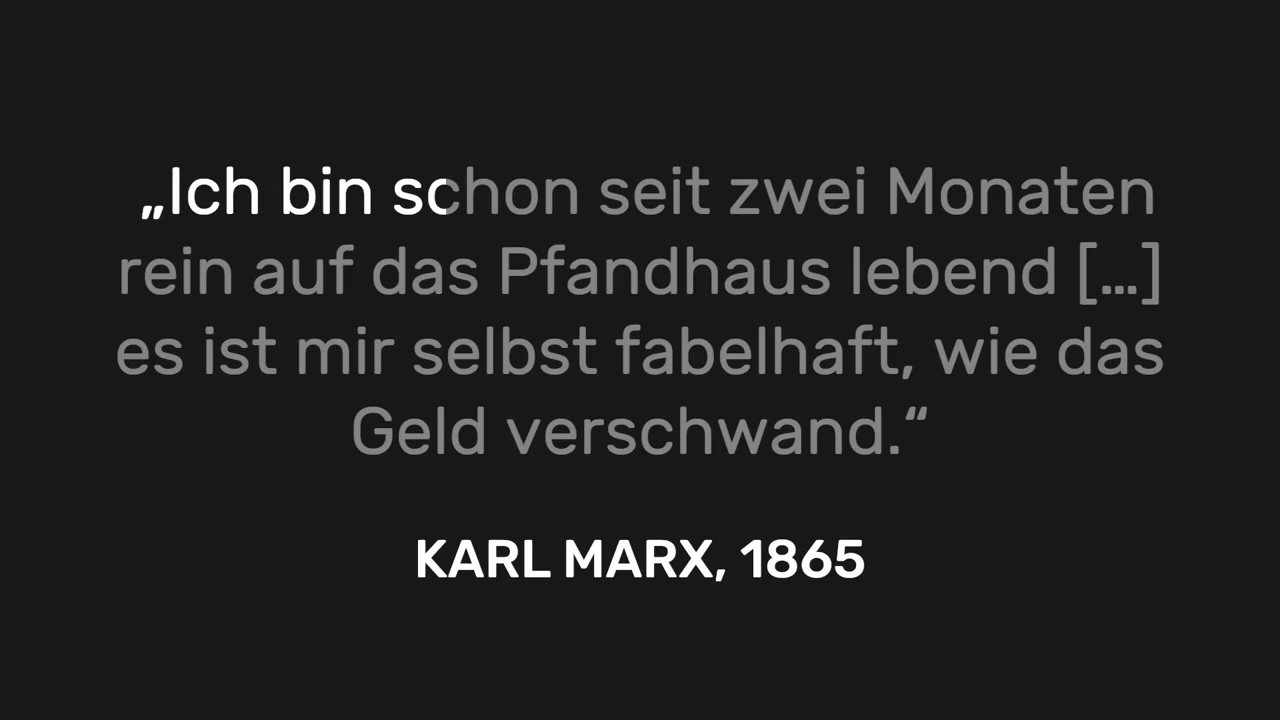 „Ich bin schon seit zwei Monaten
rein auf das Pfandhaus lebend […]
es ist mir selbst fabelhaft, wie das
Geld verschwand.“
KARL MARX, 1865